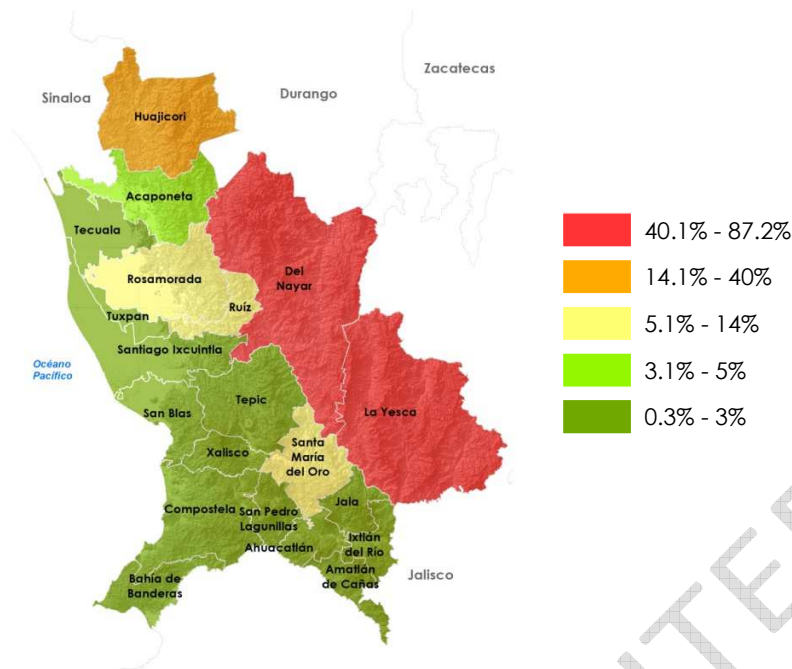 Zacatecas
Sinaloa
Durango
Huajicori
Acaponeta
Tecuala
Del
Nayar
Rosamorada
Ruíz
Tuxpan
Santiago Ixcuintla
Océano
Pacífico
San Blas
Tepic
La Yesca
Santa
María
del Oro
Xalisco
Jala
Compostela
San Pedro
Lagunillas
Ixtlán
del Río
Ahuacatlán
Amatlán
de Cañas
Jalisco
Bahía de
Banderas
40.1% - 87.2%
14.1% - 40%
5.1% - 14%
3.1% - 5%
0.3% - 3%